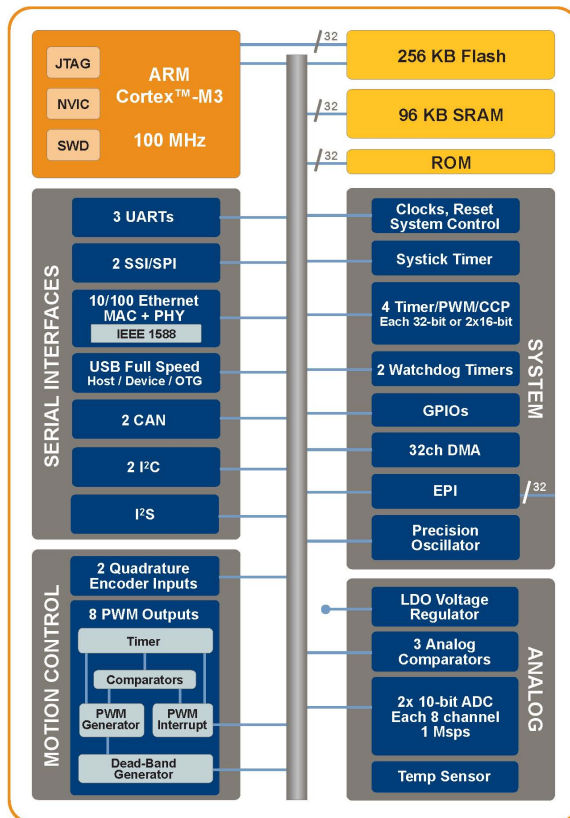 JTAG
NVIC
SWD
ARM
Cortex™-M3
100 MHz
32
256 KB Flash
32
96 KB SRAM
32
ROM
SERIAL INTERFACES
3 UARTs
2 SSI/SPI
10/100 Ethernet
MAC + PHY
IEEE 1588
USB Full Speed
Host / Device / OTG
2 CAN
2 I²C
I²S
SYSTEM
Clocks, Reset
System Control
Systick Timer
4 Timer/PWM/CCP
Each 32-bit or 2x16-bit
2 Watchdog Timers
GPIOs
32ch DMA
EPI
32
Precision
Oscillator
MOTION CONTROL
2 Quadrature
Encoder Inputs
8 PWM Outputs
Timer
Comparators
PWM
Generator
PWM
Interrupt
Dead-Band
Generator
ANALOG
LDO Voltage
Regulator
3 Analog
Comparators
2x 10-bit ADC
Each 8 channel
1 Msps
Temp Sensor